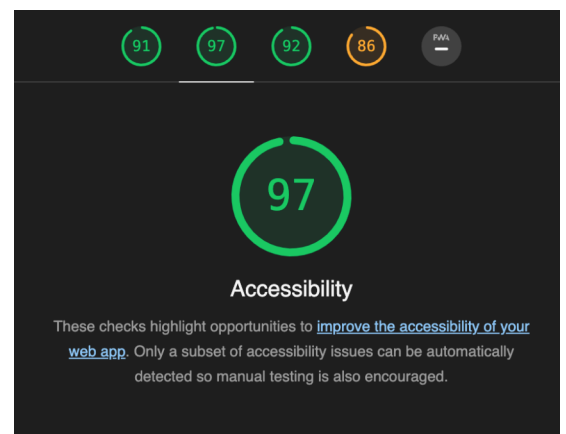 91 97 92 86 PWA
97
Accessibility
These checks highlight opportunities to improve the accessibility of your
web app. Only a subset of accessibility issues can be automatically
detected so manual testing is also encouraged.